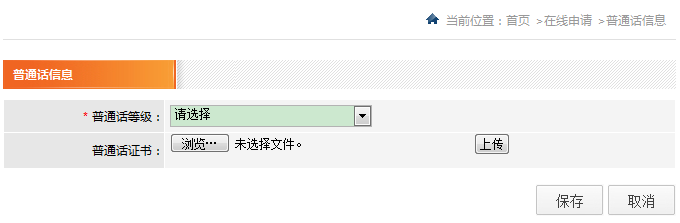 当前位置：首页 >在线申请 >普通话信息
普通话信息
* 普通话等级： 请选择
普通话证书： 浏览… 未选择文件。 上传
保存 取消